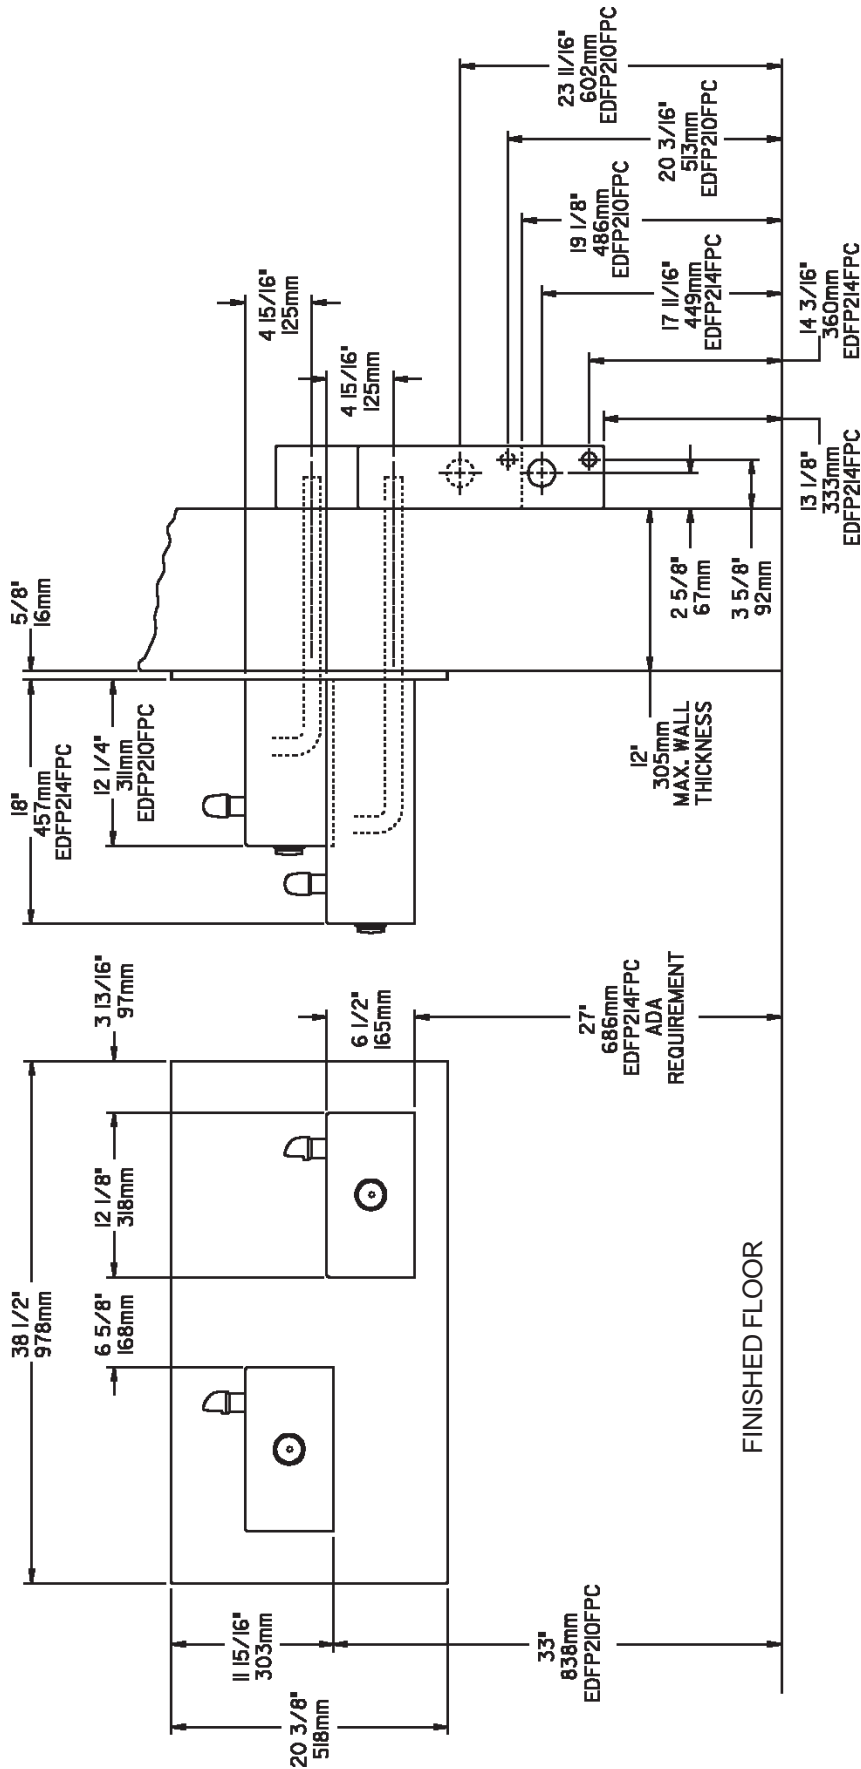 38 1/2"
978mm
3 13/16"
97mm
12 1/8"
318mm
6 5/8"
168mm
6 1/2"
165mm
27"
686mm
EDFP214FPC
ADA
REQUIREMENT
FINISHED FLOOR
11 15/16"
303mm
20 3/8"
518mm
33"
838mm
EDFP210FPC
18"
457mm
EDFP214FPC
5/8"
16mm
12 1/4"
311mm
EDFP210FPC
4 15/16"
125mm
4 15/16"
125mm
12"
305mm
MAX. WALL
THICKNESS
2 5/8"
67mm
3 5/8"
92mm
23 11/16"
602mm
EDFP210FPC
20 3/16"
513mm
EDFP210FPC
19 1/8"
486mm
EDFP210FPC
17 11/16"
449mm
EDFP214FPC
14 3/16"
360mm
EDFP214FPC
13 1/8"
333mm
EDFP214FPC